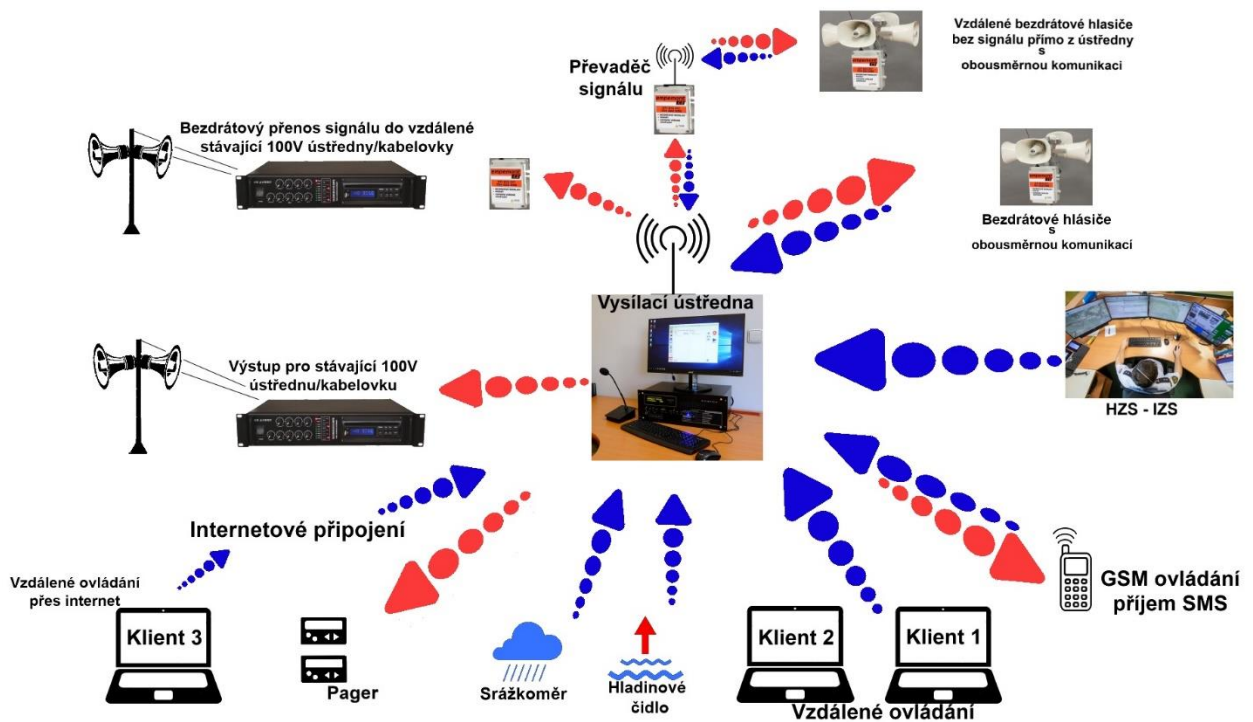 Vzdálené bezdrátové hlasiče
bez signálu přímo z ústředny
s
obousměrnou komunikací
Převaděč
signálu
Bezdrátový přenos signálu do vzdálené
stávající 100V ústředny/kabelovky
Bezdrátové hlásiče
s
obousměrnou komunikací
Vysílací ústředna
Výstup pro stávající 100V
ústřednu/kabelovku
HZS - IZS
Internetové připojení
Vzdálené ovládání
přes internet
GSM ovládání
příjem SMS
Klient 3
Pager
Srážkoměr
Hladinové
čidlo
Klient 2
Klient 1
Vzdálené ovládání